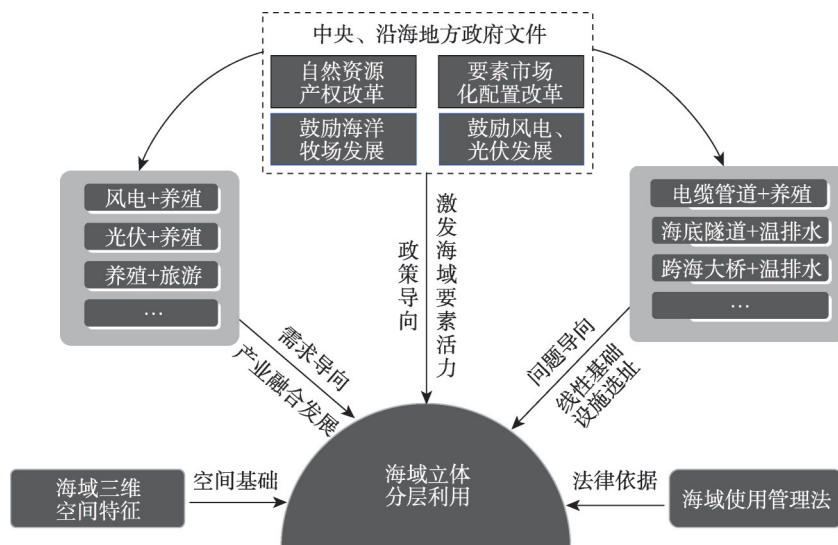 中央、沿海地方政府文件
自然资源
产权改革
要素市场
化配置改革
鼓励海洋
牧场发展
鼓励风电、
光伏发展
风电+养殖
光伏+养殖
养殖+旅游
…
政策导向
激发海域要素活力
电缆管道+养殖
海底隧道+温排水
跨海大桥+温排水
…
需求导向
产业融合发展
问题导向
线性基础
设施选址
海域三维
空间特征
空间基础
海域立体
分层利用
法律依据
海域使用管理法